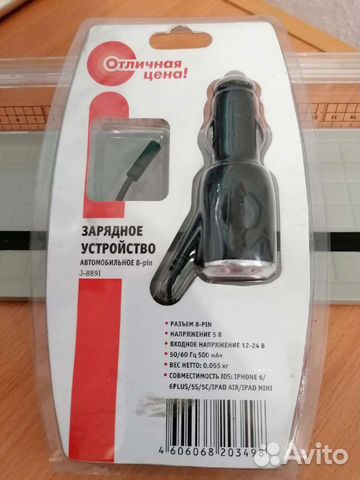 Отличная
цена!
ЗАРЯДНОЕ
УСТРОЙСТВО
АВТОМОБИЛЬНОЕ 8-pin
J-8891
• РАЗЪЕМ 8-PIN
• НАПРЯЖЕНИЕ 5 В
• ВХОДНОЕ НАПРЯЖЕНИЕ 12-24 В
• 50/60 Гц 500 мАч
• ВЕС НЕТТО: 0.055 кг
• СОВМЕСТИМОСТЬ IOS: IPHONE 6/
6PLUS/5S/5C/IPAD AIR/IPAD MINI
4 606068 203498
Avito